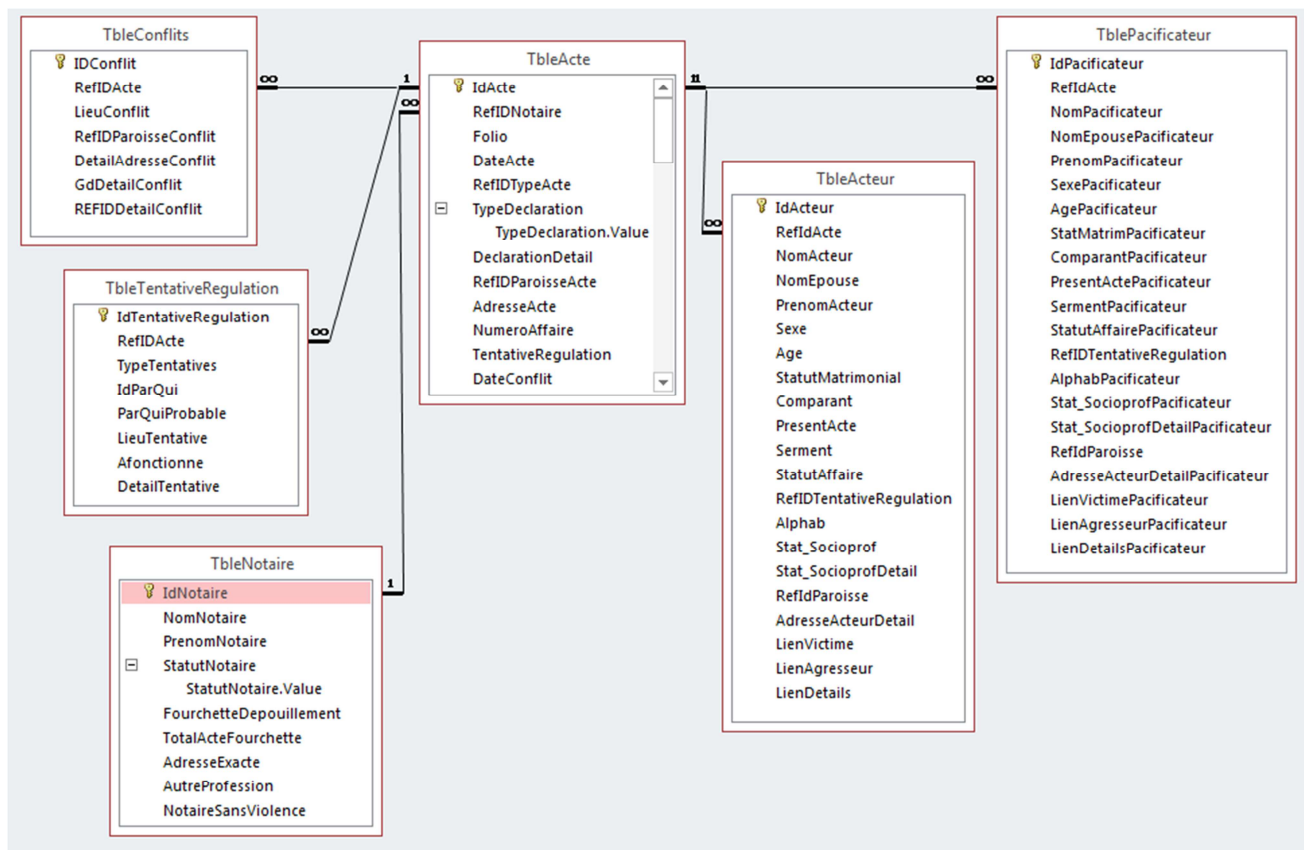 TbleConflits
IDConflit
RefIDActe
LieuConflit
RefIDParoisseConflit
DetailAdresseConflit
GdDetailConflit
REFIDDetailConflit
∞
1
∞
TbleTentativeRegulation
IdTentativeRegulation
RefIDActe
TypeTentatives
IdParQui
ParQuiProbable
LieuTentative
Afonctionne
DetailTentative
∞
TbleNotaire
IdNotaire
NomNotaire
PrenomNotaire
StatutNotaire
StatutNotaire.Value
FourchetteDepouillement
TotalActeFourchette
AdresseExacte
AutreProfession
NotaireSansViolence
1
TbleActe
IdActe
RefIDNotaire
Folio
DateActe
RefIDTypeActe
TypeDeclaration
TypeDeclaration.Value
DeclarationDetail
RefIDParoisseActe
AdresseActe
NumeroAffaire
TentativeRegulation
DateConflit
11
∞
∞
TbleActeur
IdActeur
RefIdActe
NomActeur
NomEpouse
PrenomActeur
Sexe
Age
StatutMatrimonial
Comparant
PresentActe
Serment
StatutAffaire
RefIDTentativeRegulation
Alphab
Stat_Socioprof
Stat_SocioprofDetail
RefIdParoisse
AdresseActeurDetail
LienVictime
LienAgresseur
LienDetails
TblePacificateur
IdPacificateur
RefIdActe
NomPacificateur
NomEpousePacificateur
PrenomPacificateur
SexePacificateur
AgePacificateur
StatMatrimPacificateur
ComparantPacificateur
PresentActePacificateur
SermentPacificateur
StatutAffairePacificateur
RefIDTentativeRegulation
AlphabPacificateur
Stat_SocioprofPacificateur
Stat_SocioprofDetailPacificateur
RefIdParoisse
AdresseActeurDetailPacificateur
LienVictimePacificateur
LienAgresseurPacificateur
LienDetailsPacificateur